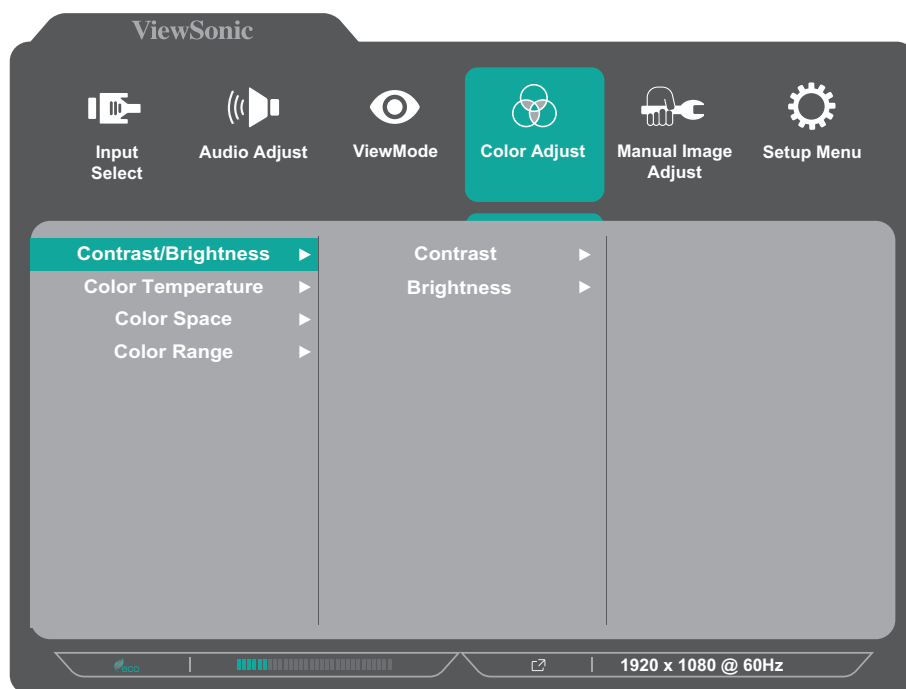 ViewSonic
Input
Select
Audio Adjust
ViewMode
Color Adjust
Manual Image
Adjust
Setup Menu
Contrast/Brightness
Color Temperature
Color Space
Color Range
Contrast
Brightness
eco
1920 x 1080 @ 60Hz